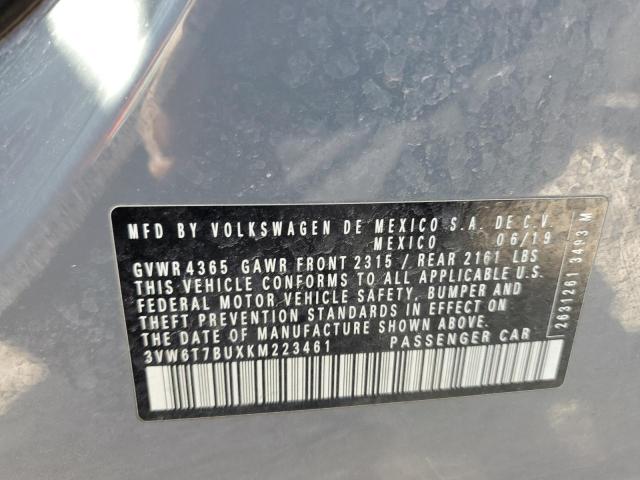 MFD BY VOLKSWAGEN DE MEXICO S.A. DE C.V.
MEXICO 06/19
GVWR 4365 GAWR FRONT 2315 / REAR 2161 LBS
THIS VEHICLE CONFORMS TO ALL APPLICABLE U.S.
FEDERAL MOTOR VEHICLE SAFETY, BUMPER AND
THEFT PREVENTION STANDARDS IN EFFECT ON
THE DATE OF MANUFACTURE SHOWN ABOVE.
3VW6T7BUXKM223461 PASSENGER CAR
2631261 3493 M